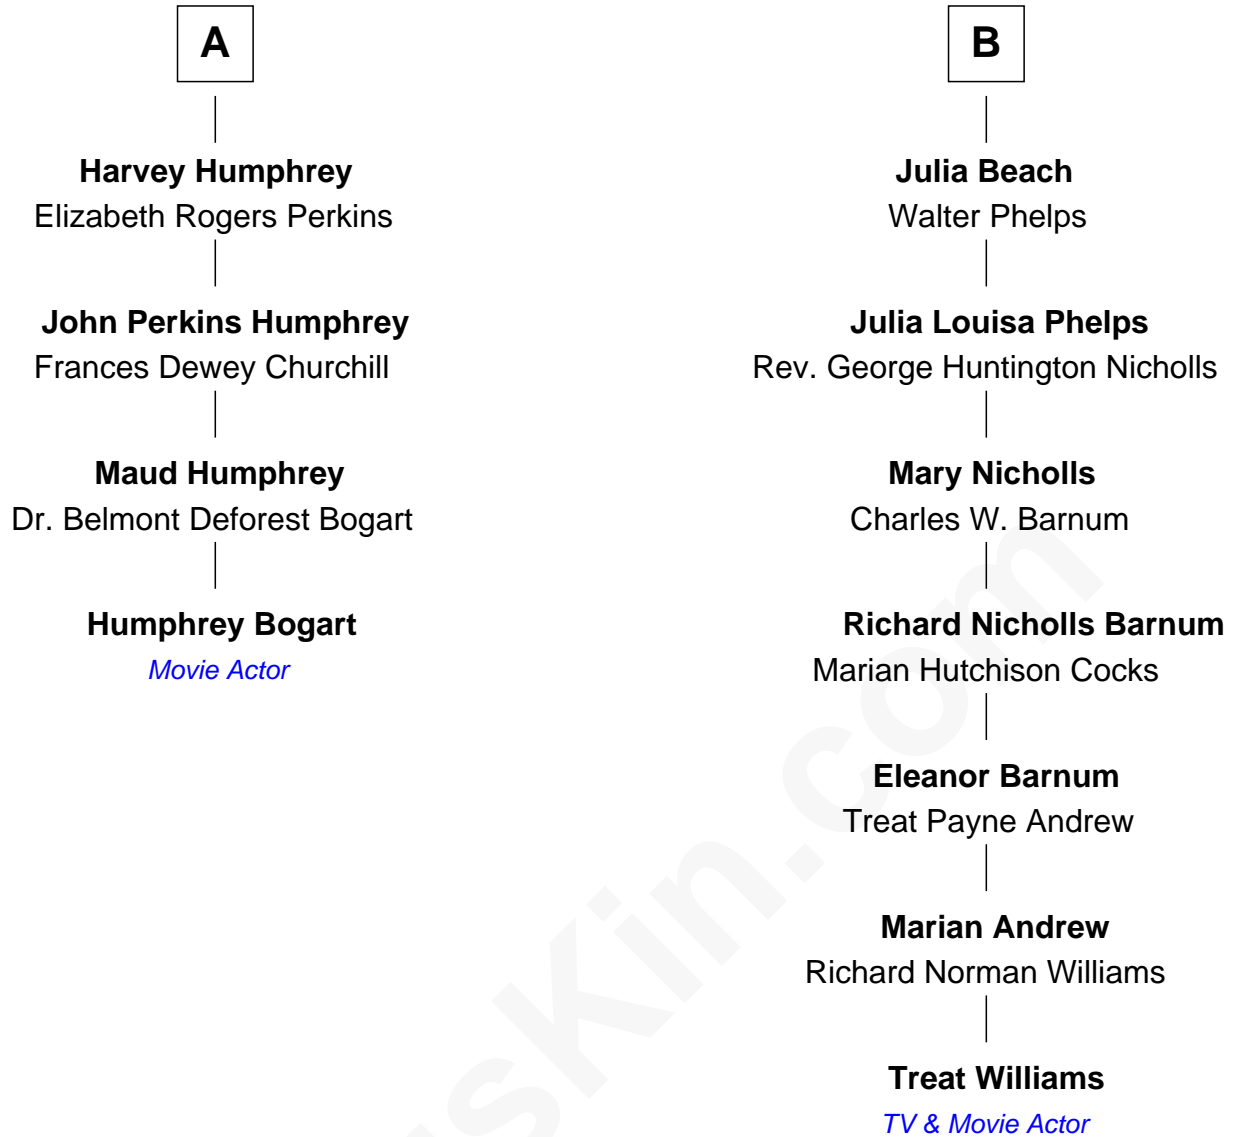 A
Harvey Humphrey
Elizabeth Rogers Perkins
John Perkins Humphrey
Frances Dewey Churchill
Maud Humphrey
Dr. Belmont Deforest Bogart
Humphrey Bogart
Movie Actor
B
Julia Beach
Walter Phelps
Julia Louisa Phelps
Rev. George Huntington Nicholls
Mary Nicholls
Charles W. Barnum
Richard Nicholls Barnum
Marian Hutchison Cocks
Eleanor Barnum
Treat Payne Andrew
Marian Andrew
Richard Norman Williams
Treat Williams
TV & Movie Actor
usKin.com